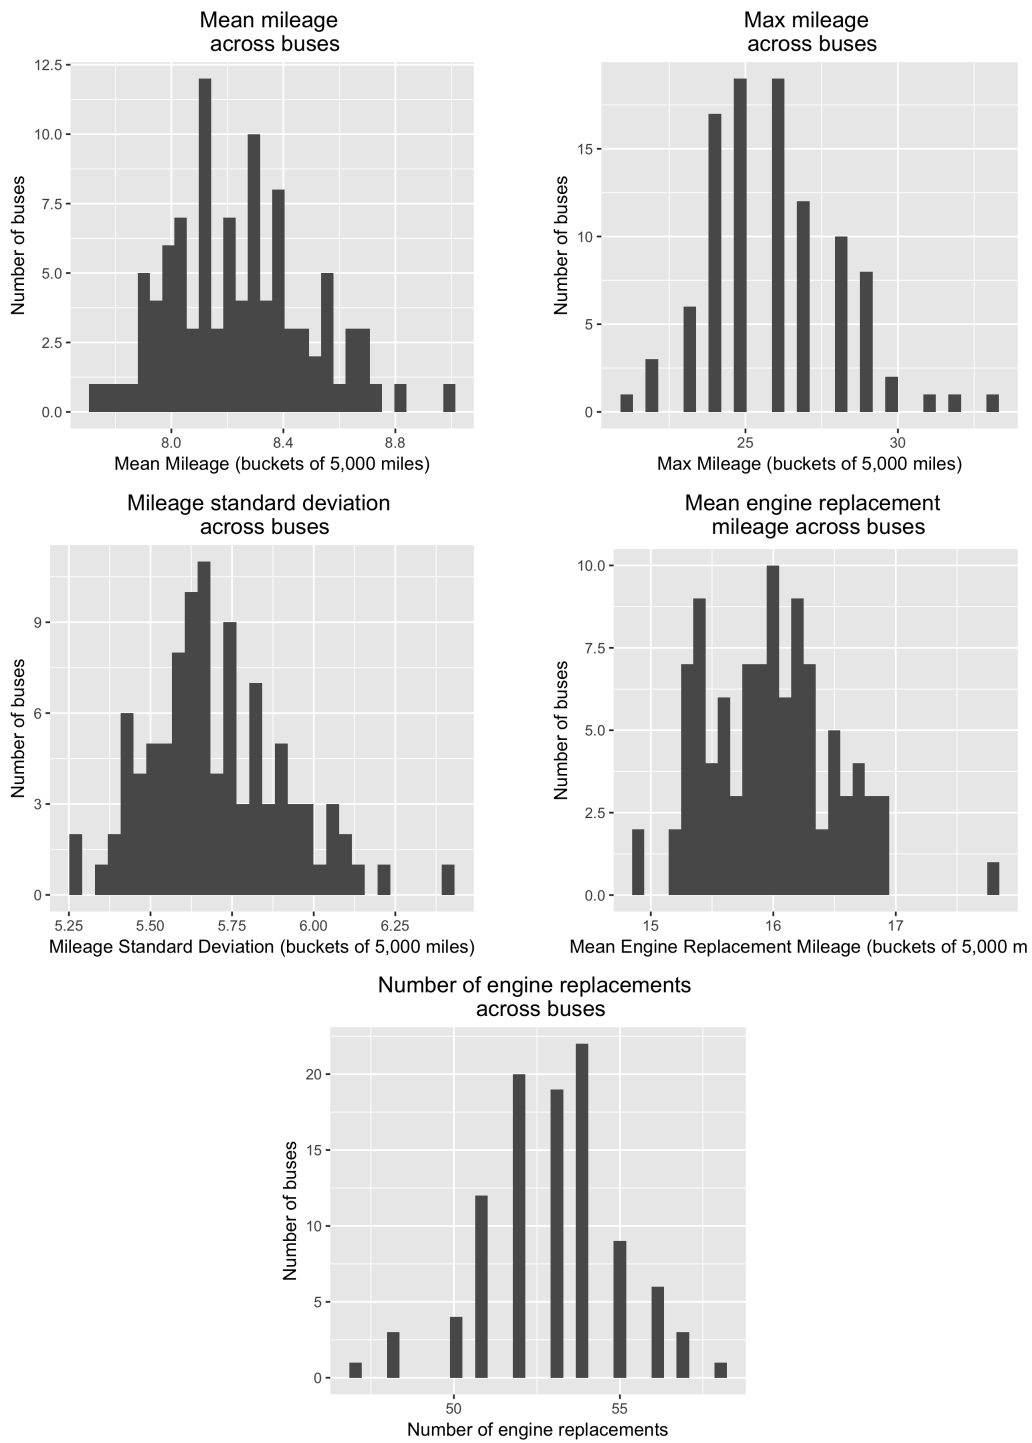 Mean mileage
across buses
12.5
10.0
7.5
5.0
2.5
0.0
Number of buses
8.0 8.4 8.8
Mean Mileage (buckets of 5,000 miles)
Max mileage
across buses
15
10
5
0
Number of buses
25 30
Max Mileage (buckets of 5,000 miles)
Mileage standard deviation
across buses
9
6
3
0
Number of buses
5.25 5.50 5.75 6.00 6.25
Mileage Standard Deviation (buckets of 5,000 miles)
Mean engine replacement
mileage across buses
10.0
7.5
5.0
2.5
0.0
Number of buses
15 16 17
Mean Engine Replacement Mileage (buckets of 5,000 m
Number of engine replacements
across buses
20
15
10
5
0
Number of buses
50 55
Number of engine replacements